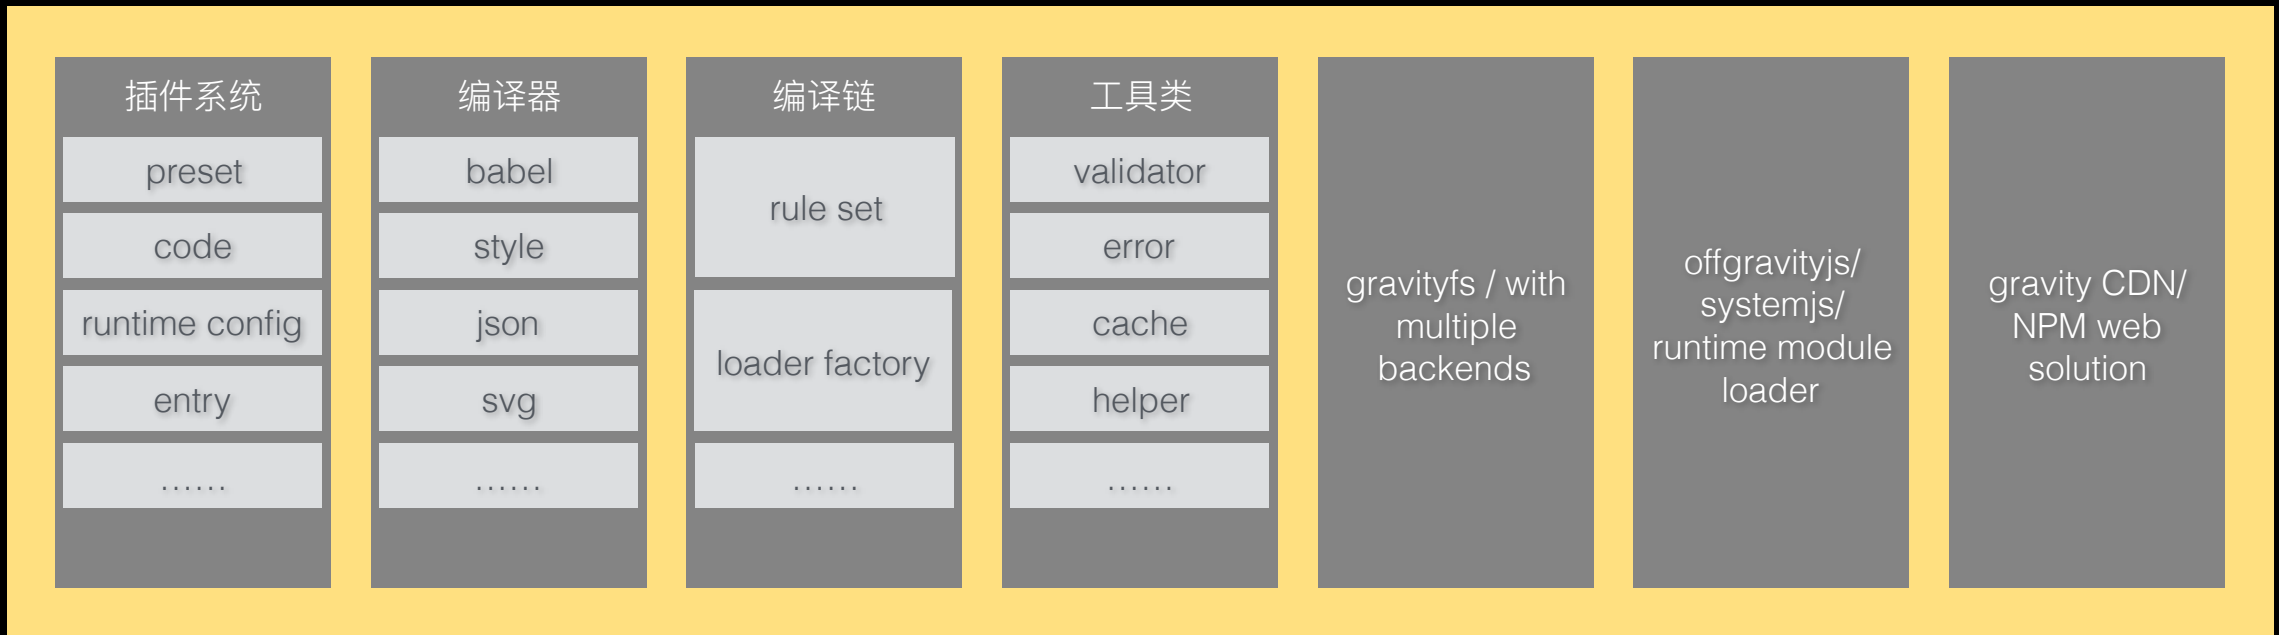 插件系统
preset
code
runtime config
entry
……
编译器
babel
style
json
svg
……
编译链
rule set
loader factory
……
工具类
validator
error
cache
helper
……
gravityfs / with
multiple
backends
offgravityjs/
systemjs/
runtime module
loader
gravity CDN/
NPM web
solution